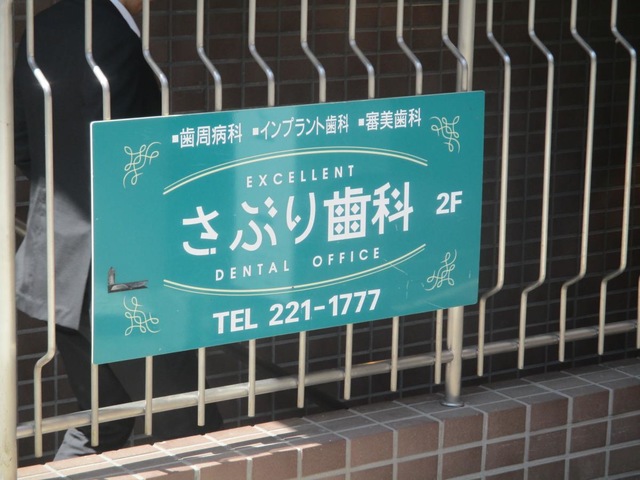 ▪歯周病科 ▪インプラント歯科 ▪審美歯科
EXCELLENT
さぶり歯科 2F
DENTAL OFFICE
TEL 221-1777